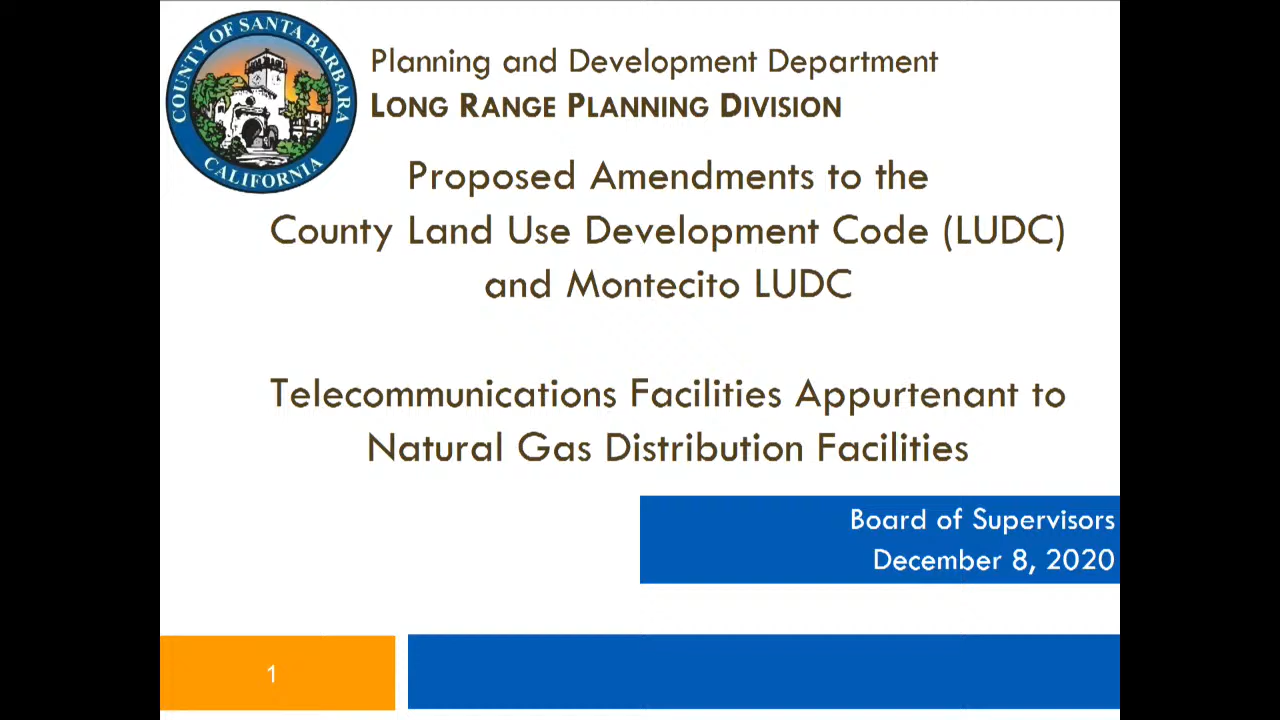 COUNTY OF SANTA BARBARA
CALIFORNIA
Planning and Development Department
LONG RANGE PLANNING DIVISION
Proposed Amendments to the
County Land Use Development Code (LUDC)
and Montecito LUDC
Telecommunications Facilities Appurtenant to
Natural Gas Distribution Facilities
Board of Supervisors
December 8, 2020
1